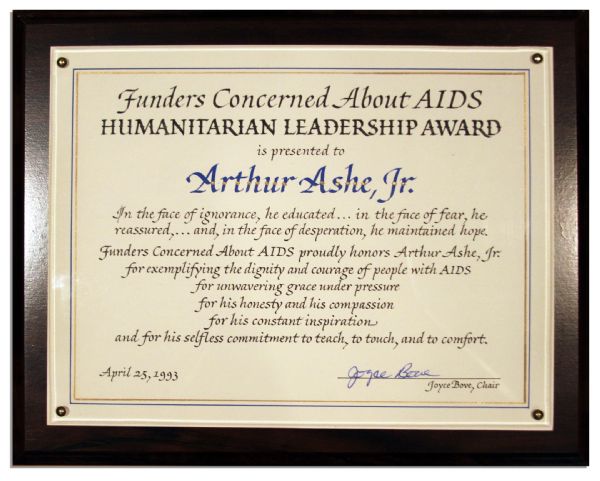 Funders Concerned About AIDS
HUMANITARIAN LEADERSHIP AWARD
is presented to
Arthur Ashe, Jr.
In the face of ignorance, he educated... in the face of fear, he
reassured,... and, in the face of desperation, he maintained hope.
Funders Concerned About AIDS proudly honors Arthur Ashe, Jr.
for exemplifying the dignity and courage of people with AIDS
for unwavering grace under pressure
for his honesty and his compassion
for his constant inspiration
and for his selfless commitment to teach, to touch, and to comfort.
April 25, 1993
Joyce Bove
Joyce Bove, Chair